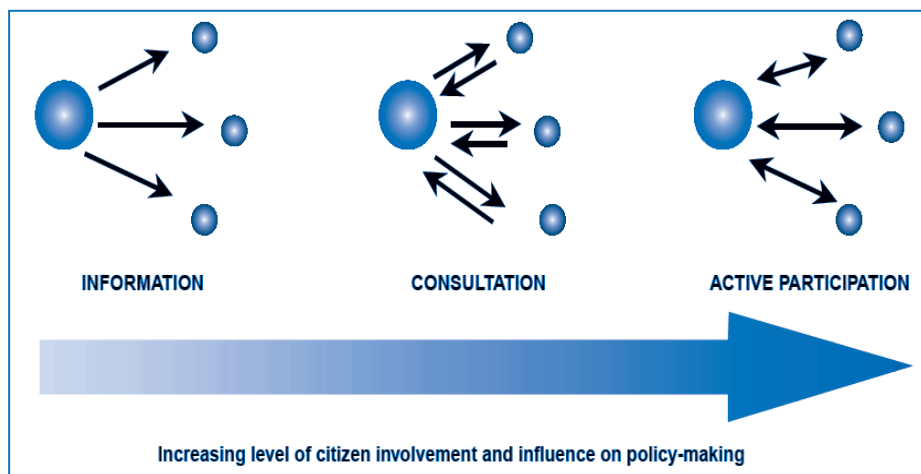 INFORMATION
CONSULTATION
ACTIVE PARTICIPATION
Increasing level of citizen involvement and influence on policy-making